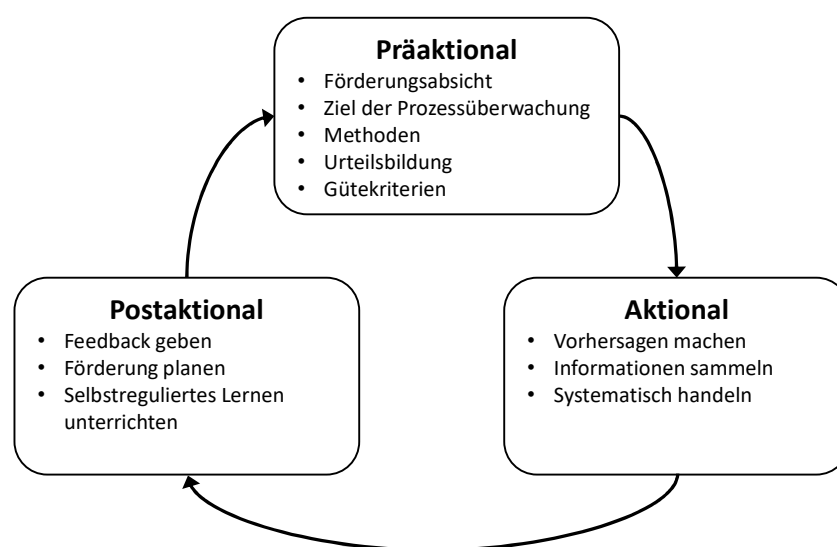 Präaktional
• Förderungsabsicht
• Ziel der Prozessüberwachung
• Methoden
• Urteilsbildung
• Gütekriterien
Postaktional
• Feedback geben
• Förderung planen
• Selbstreguliertes Lernen
unterrichten
Aktional
• Vorhersagen machen
• Informationen sammeln
• Systematisch handeln